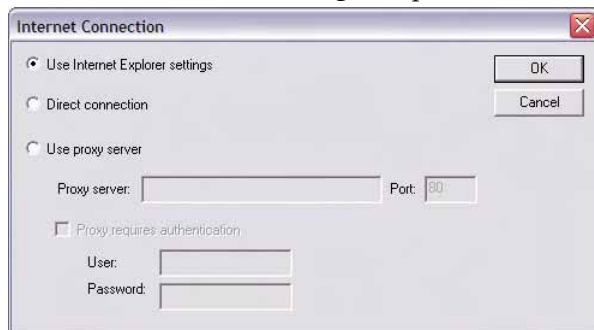 Internet Connection
Use Internet Explorer settings
OK
Direct connection
Cancel
Use proxy server
Proxy server:
Port: 80
Proxy requires authentication
User:
Password: